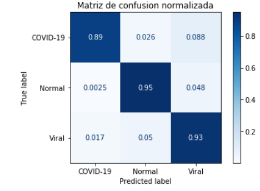 Matriz de confusion normalizada
COVID-19 0.89 0.026 0.088
Normal 0.0025 0.95 0.048
Viral 0.017 0.05 0.93
COVID-19 Normal Viral
Predicted label
True label
0.8
0.6
0.4
0.2